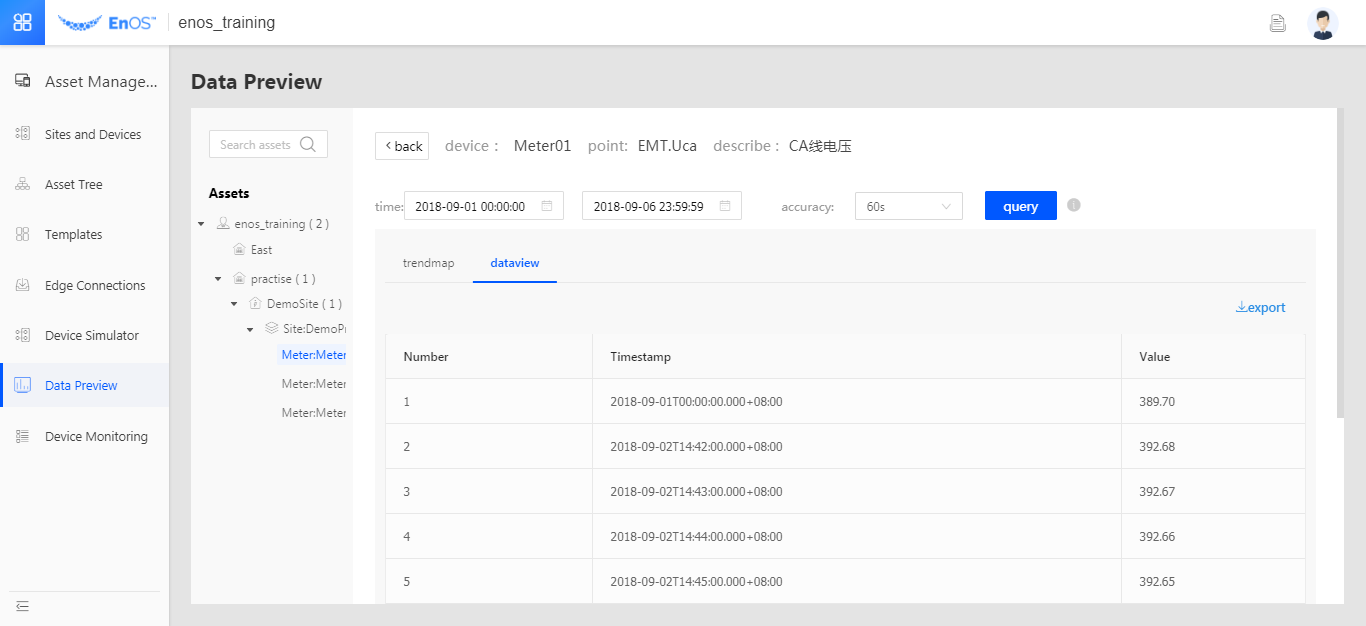 EnOS™ enos_training
Asset Manage...
Sites and Devices
Asset Tree
Templates
Edge Connections
Device Simulator
Data Preview
Device Monitoring
Data Preview
Search assets
Assets
enos_training ( 2 )
East
practise ( 1 )
DemoSite ( 1 )
Site:DemoPr
Meter:Meter
Meter:Meter
Meter:Meter
back device : Meter01 point: EMT.Uca describe : CA线电压
time: 2018-09-01 00:00:00 2018-09-06 23:59:59 accuracy: 60s query
trendmap dataview
export
Number Timestamp Value
1 2018-09-01T00:00:00.000+08:00 389.70
2 2018-09-02T14:42:00.000+08:00 392.68
3 2018-09-02T14:43:00.000+08:00 392.67
4 2018-09-02T14:44:00.000+08:00 392.66
5 2018-09-02T14:45:00.000+08:00 392.65